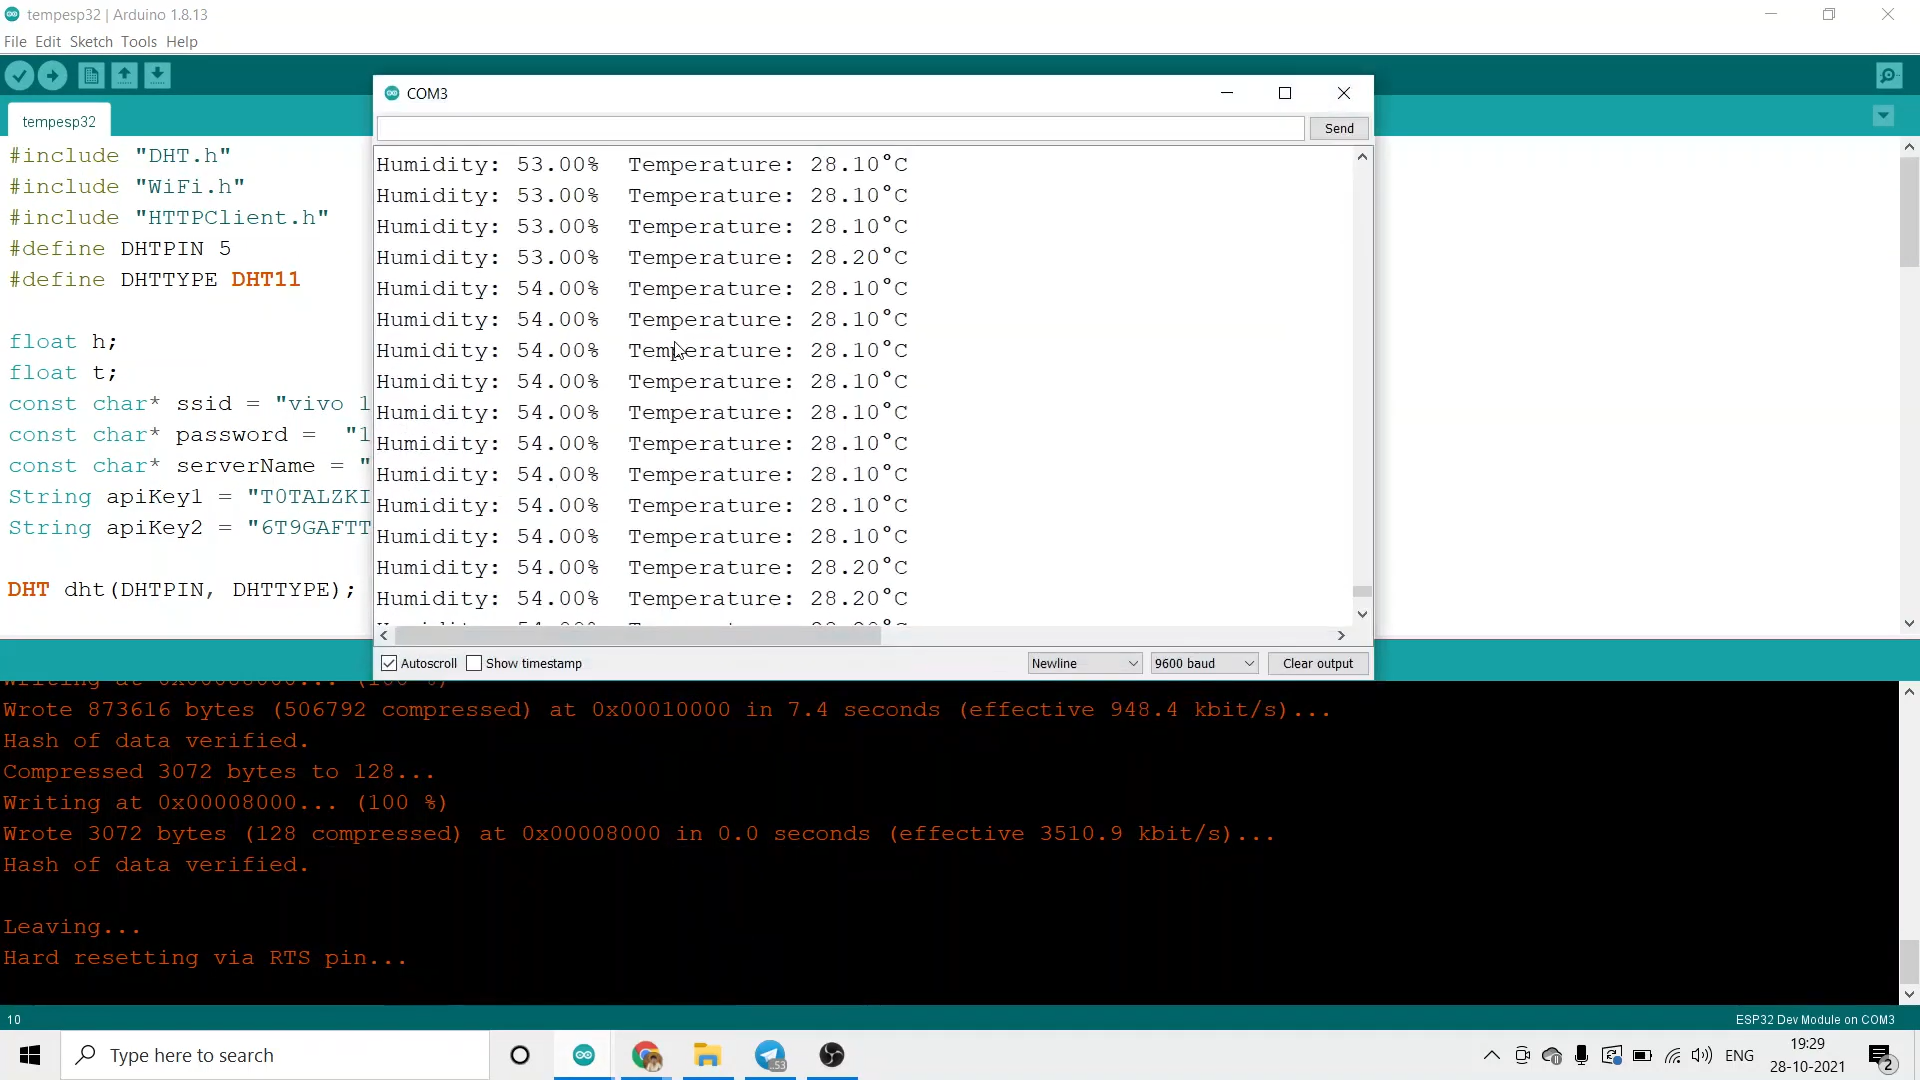 tempesp32 | Arduino 1.8.13
File Edit Sketch Tools Help
tempesp32
#include "DHT.h"
#include "WiFi.h"
#include "HTTPClient.h"
#define DHTPIN 5
#define DHTTYPE DHT11
float h;
float t;
const char* ssid = "vivo 1
const char* password =  "1
const char* serverName = "
String apiKey1 = "T0TALZKI
String apiKey2 = "6T9GAFTT
DHT dht(DHTPIN, DHTTYPE);
COM3
Send
Humidity: 53.00%  Temperature: 28.10°C
Humidity: 53.00%  Temperature: 28.10°C
Humidity: 53.00%  Temperature: 28.10°C
Humidity: 53.00%  Temperature: 28.20°C
Humidity: 54.00%  Temperature: 28.10°C
Humidity: 54.00%  Temperature: 28.10°C
Humidity: 54.00%  Temperature: 28.10°C
Humidity: 54.00%  Temperature: 28.10°C
Humidity: 54.00%  Temperature: 28.10°C
Humidity: 54.00%  Temperature: 28.10°C
Humidity: 54.00%  Temperature: 28.10°C
Humidity: 54.00%  Temperature: 28.10°C
Humidity: 54.00%  Temperature: 28.10°C
Humidity: 54.00%  Temperature: 28.20°C
Humidity: 54.00%  Temperature: 28.20°C
Autoscroll Show timestamp Newline 9600 baud Clear output
Wrote 873616 bytes (506792 compressed) at 0x00010000 in 7.4 seconds (effective 948.4 kbit/s)...
Hash of data verified.
Compressed 3072 bytes to 128...
Writing at 0x00008000... (100 %)
Wrote 3072 bytes (128 compressed) at 0x00008000 in 0.0 seconds (effective 3510.9 kbit/s)...
Hash of data verified.
Leaving...
Hard resetting via RTS pin...
10
ESP32 Dev Module on COM3
Type here to search
53
ENG
19:29
28-10-2021
2